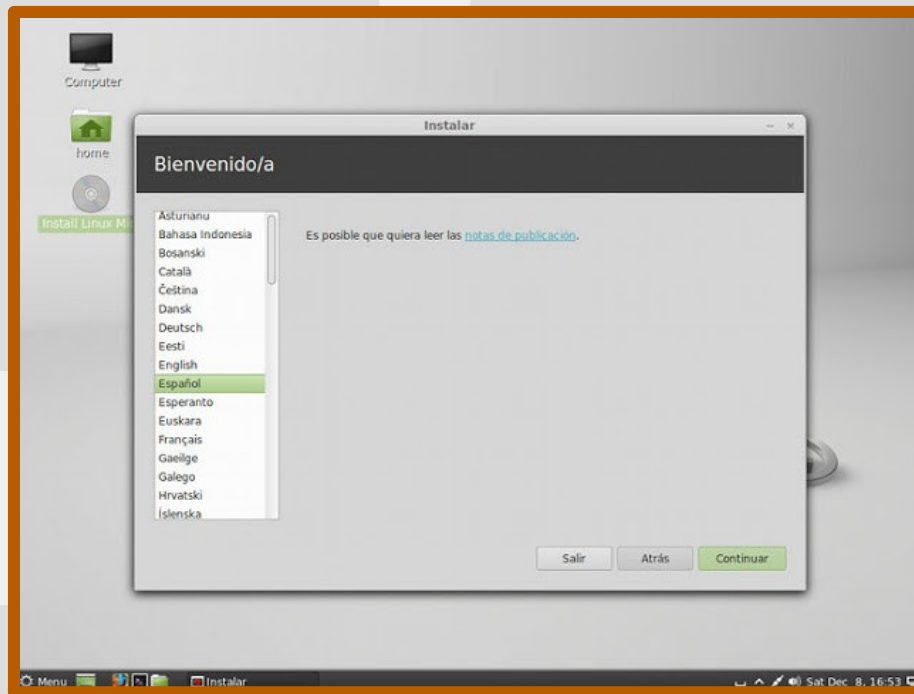 Computer
home
Install Linux Mi
Instalar
Bienvenido/a
Asturianu
Bahasa Indonesia
Bosanski
Català
Čeština
Dansk
Deutsch
Eesti
English
Español
Esperanto
Euskara
Français
Gaeilge
Galego
Hrvatski
Íslenska
Es posible que quiera leer las notas de publicación.
Salir
Atrás
Continuar
Menu
Instalar
Sat Dec 8, 16:53